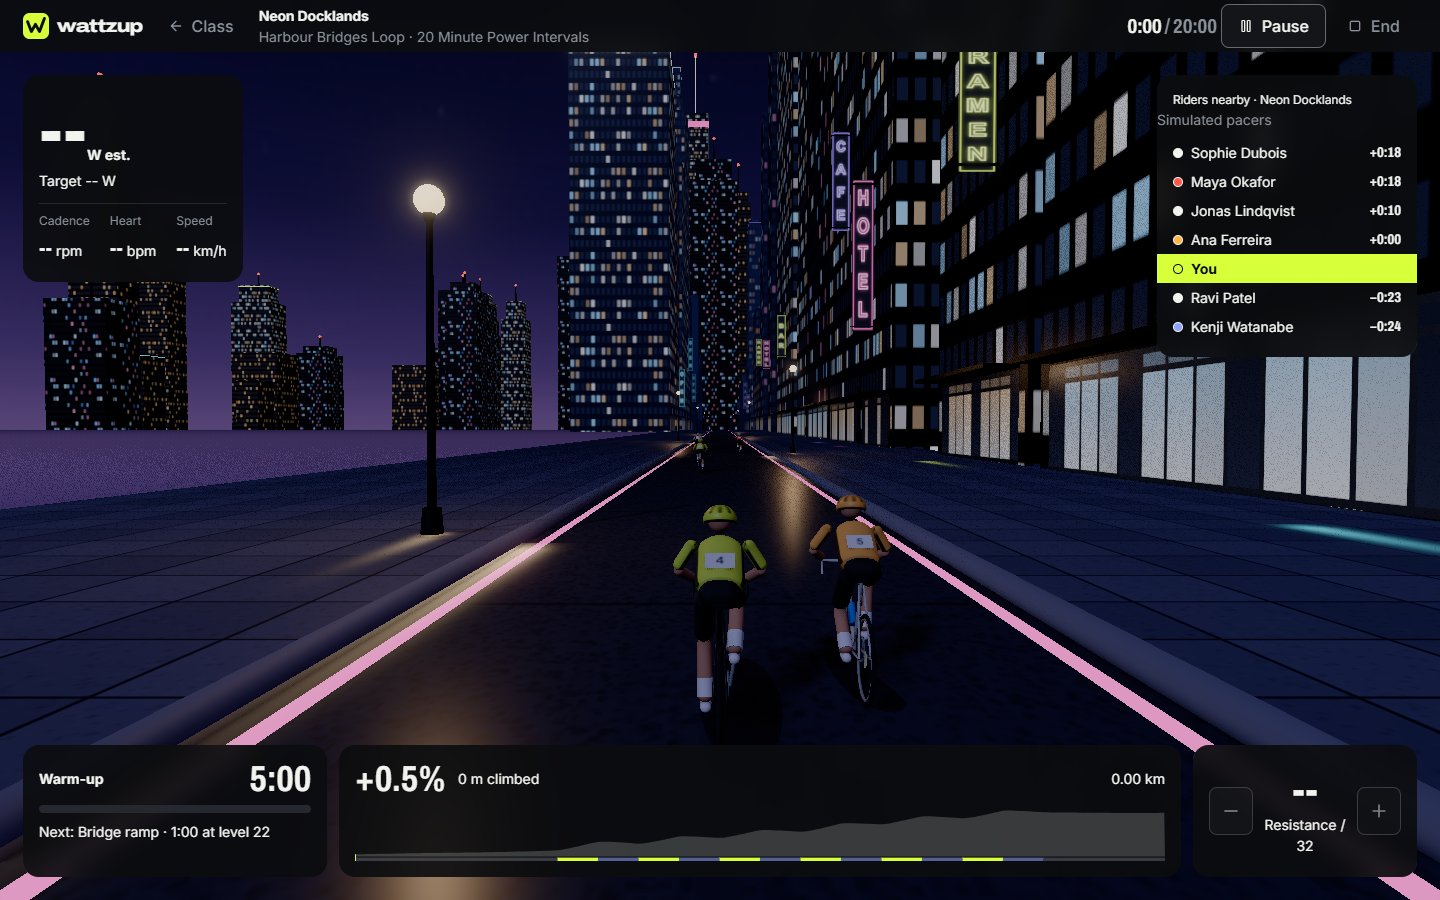 wattzup
Class
Neon Docklands
Harbour Bridges Loop · 20 Minute Power Intervals
0:00 / 20:00
Pause
End
-- W est.
Target -- W
Cadence Heart Speed
-- rpm -- bpm -- km/h
RAMEN
CAFE
HOTEL
Riders nearby · Neon Docklands
Simulated pacers
Sophie Dubois +0:18
Maya Okafor +0:18
Jonas Lindqvist +0:10
Ana Ferreira +0:00
You
Ravi Patel −0:23
Kenji Watanabe −0:24
4
5
Warm-up 5:00
Next: Bridge ramp · 1:00 at level 22
+0.5% 0 m climbed 0.00 km
--
Resistance /
32